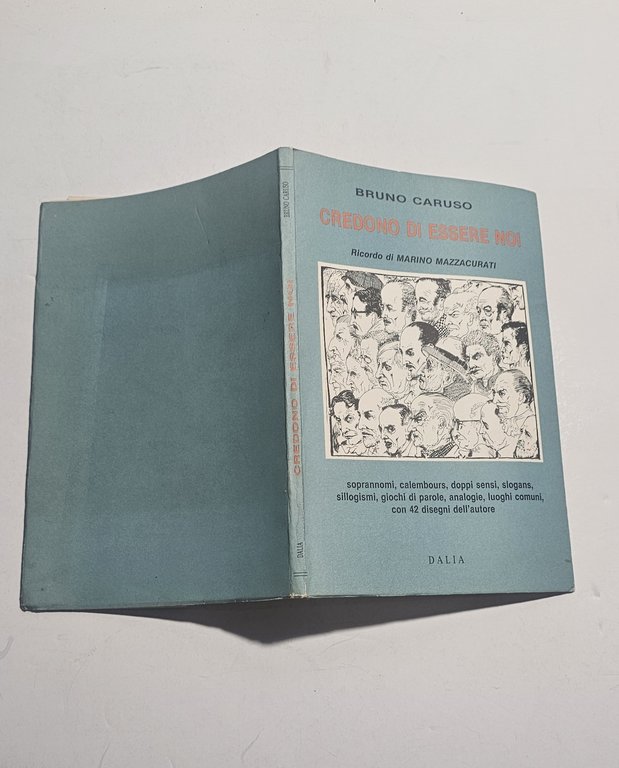 BRUNO CARUSO
CREDONO DI ESSERE NOI
Ricordo di MARINO MAZZACURATI
soprannomi, calembours, doppi sensi, slogans,
sillogismi, giochi di parole, analogie, luoghi comuni,
con 42 disegni dell'autore
DALIA
BRUNO CARUSO
CREDONO DI ESSERE NOI
DALIA